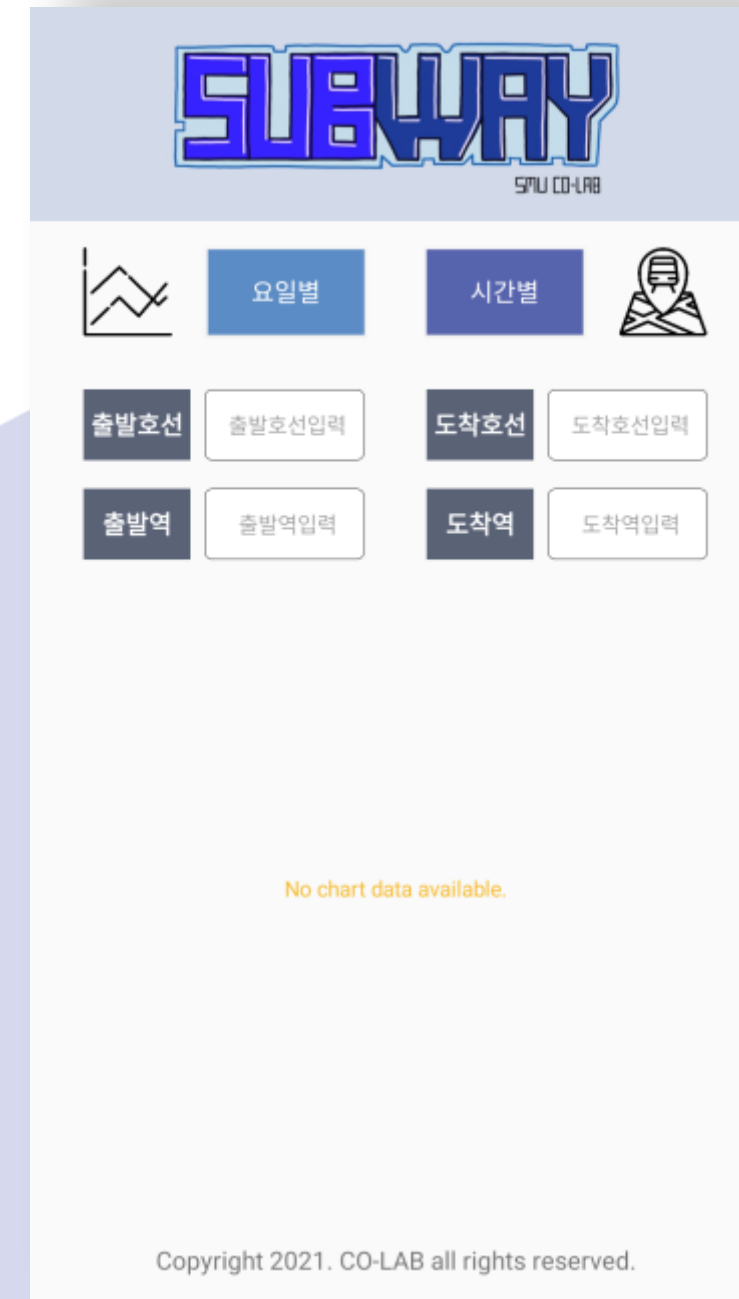 SUBWAY
SMU CO-LAB
요일별 시간별
출발호선 출발호선입력 도착호선 도착호선입력
출발역 출발역입력 도착역 도착역입력
No chart data available.
Copyright 2021. CO-LAB all rights reserved.